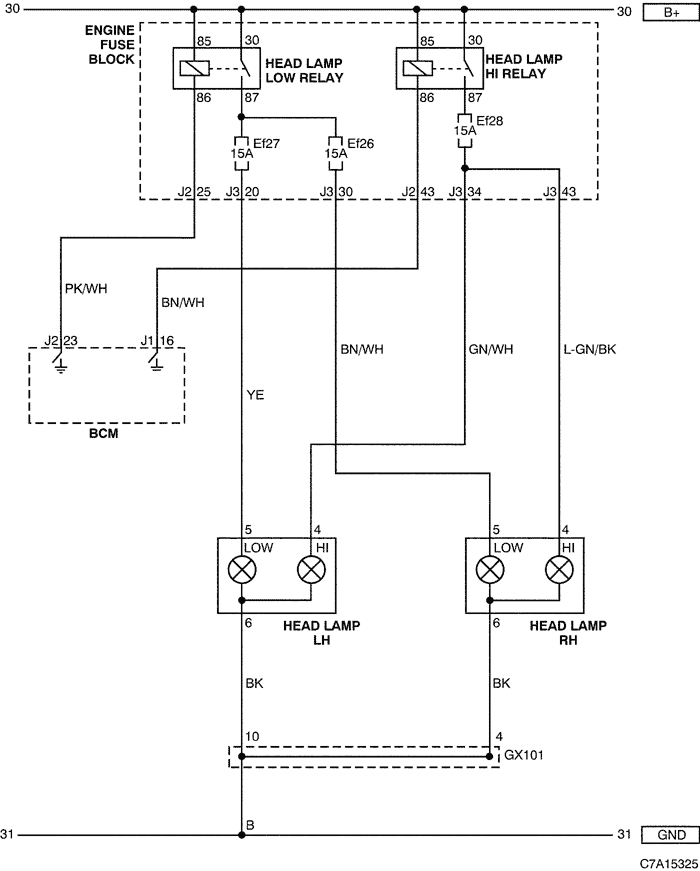 30
30
B+
ENGINE
FUSE
BLOCK
85
30
HEAD LAMP
LOW RELAY
86
87
85
30
HEAD LAMP
HI RELAY
86
87
Ef27
15A
Ef26
15A
Ef28
15A
J2 25
J3 20
J3 30
J2 43
J3 34
J3 43
PK/WH
BN/WH
BN/WH
GN/WH
L-GN/BK
J2 23
J1 16
BCM
YE
5
4
LOW
HI
6
HEAD LAMP
LH
5
4
LOW
HI
6
HEAD LAMP
RH
BK
BK
10
4
GX101
B
31
31
GND
C7A15325